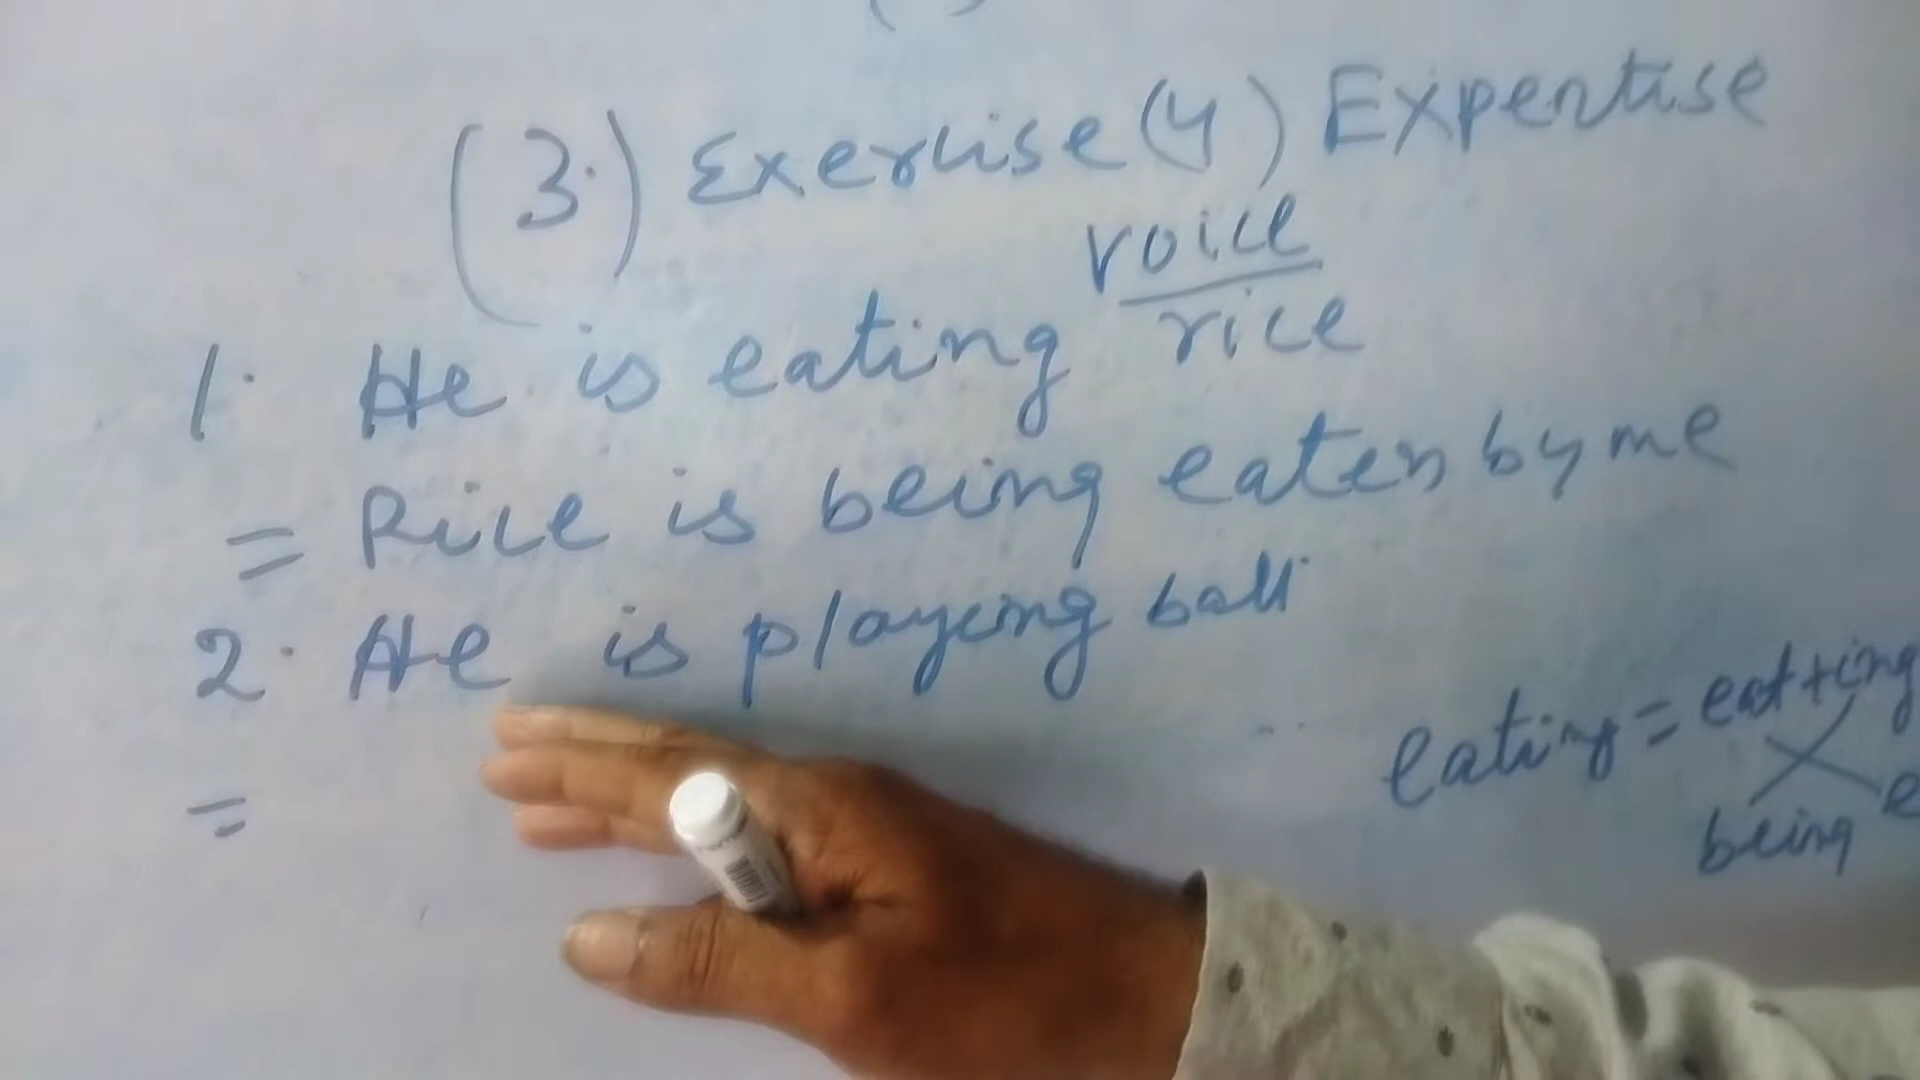 (3.) Exercise (4) Expertise
voice
1. He is eating rice
= Rice is being eaten by me
2. He is playing ball
eating = eat+ing
being e
=